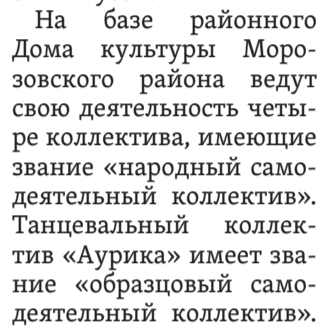 На базе районного
Дома культуры Моро-
зовского района ведут
свою деятельность четы-
ре коллектива, имеющие
звание «народный само-
деятельный коллектив».
Танцевальный коллек-
тив «Аурика» имеет зва-
ние «образцовый само-
деятельный коллектив».